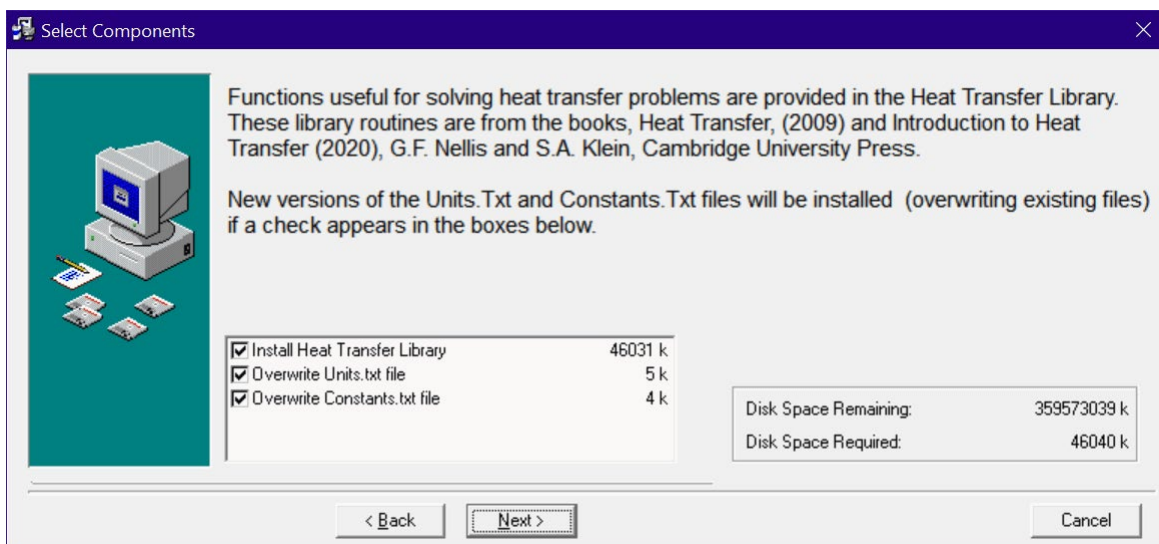 Select Components
Functions useful for solving heat transfer problems are provided in the Heat Transfer Library.
These library routines are from the books, Heat Transfer, (2009) and Introduction to Heat
Transfer (2020), G.F. Nellis and S.A. Klein, Cambridge University Press.
New versions of the Units.Txt and Constants.Txt files will be installed  (overwriting existing files)
if a check appears in the boxes below.
Install Heat Transfer Library 46031 k
Overwrite Units.txt file 5 k
Overwrite Constants.txt file 4 k
Disk Space Remaining: 359573039 k
Disk Space Required: 46040 k
< Back Next > Cancel